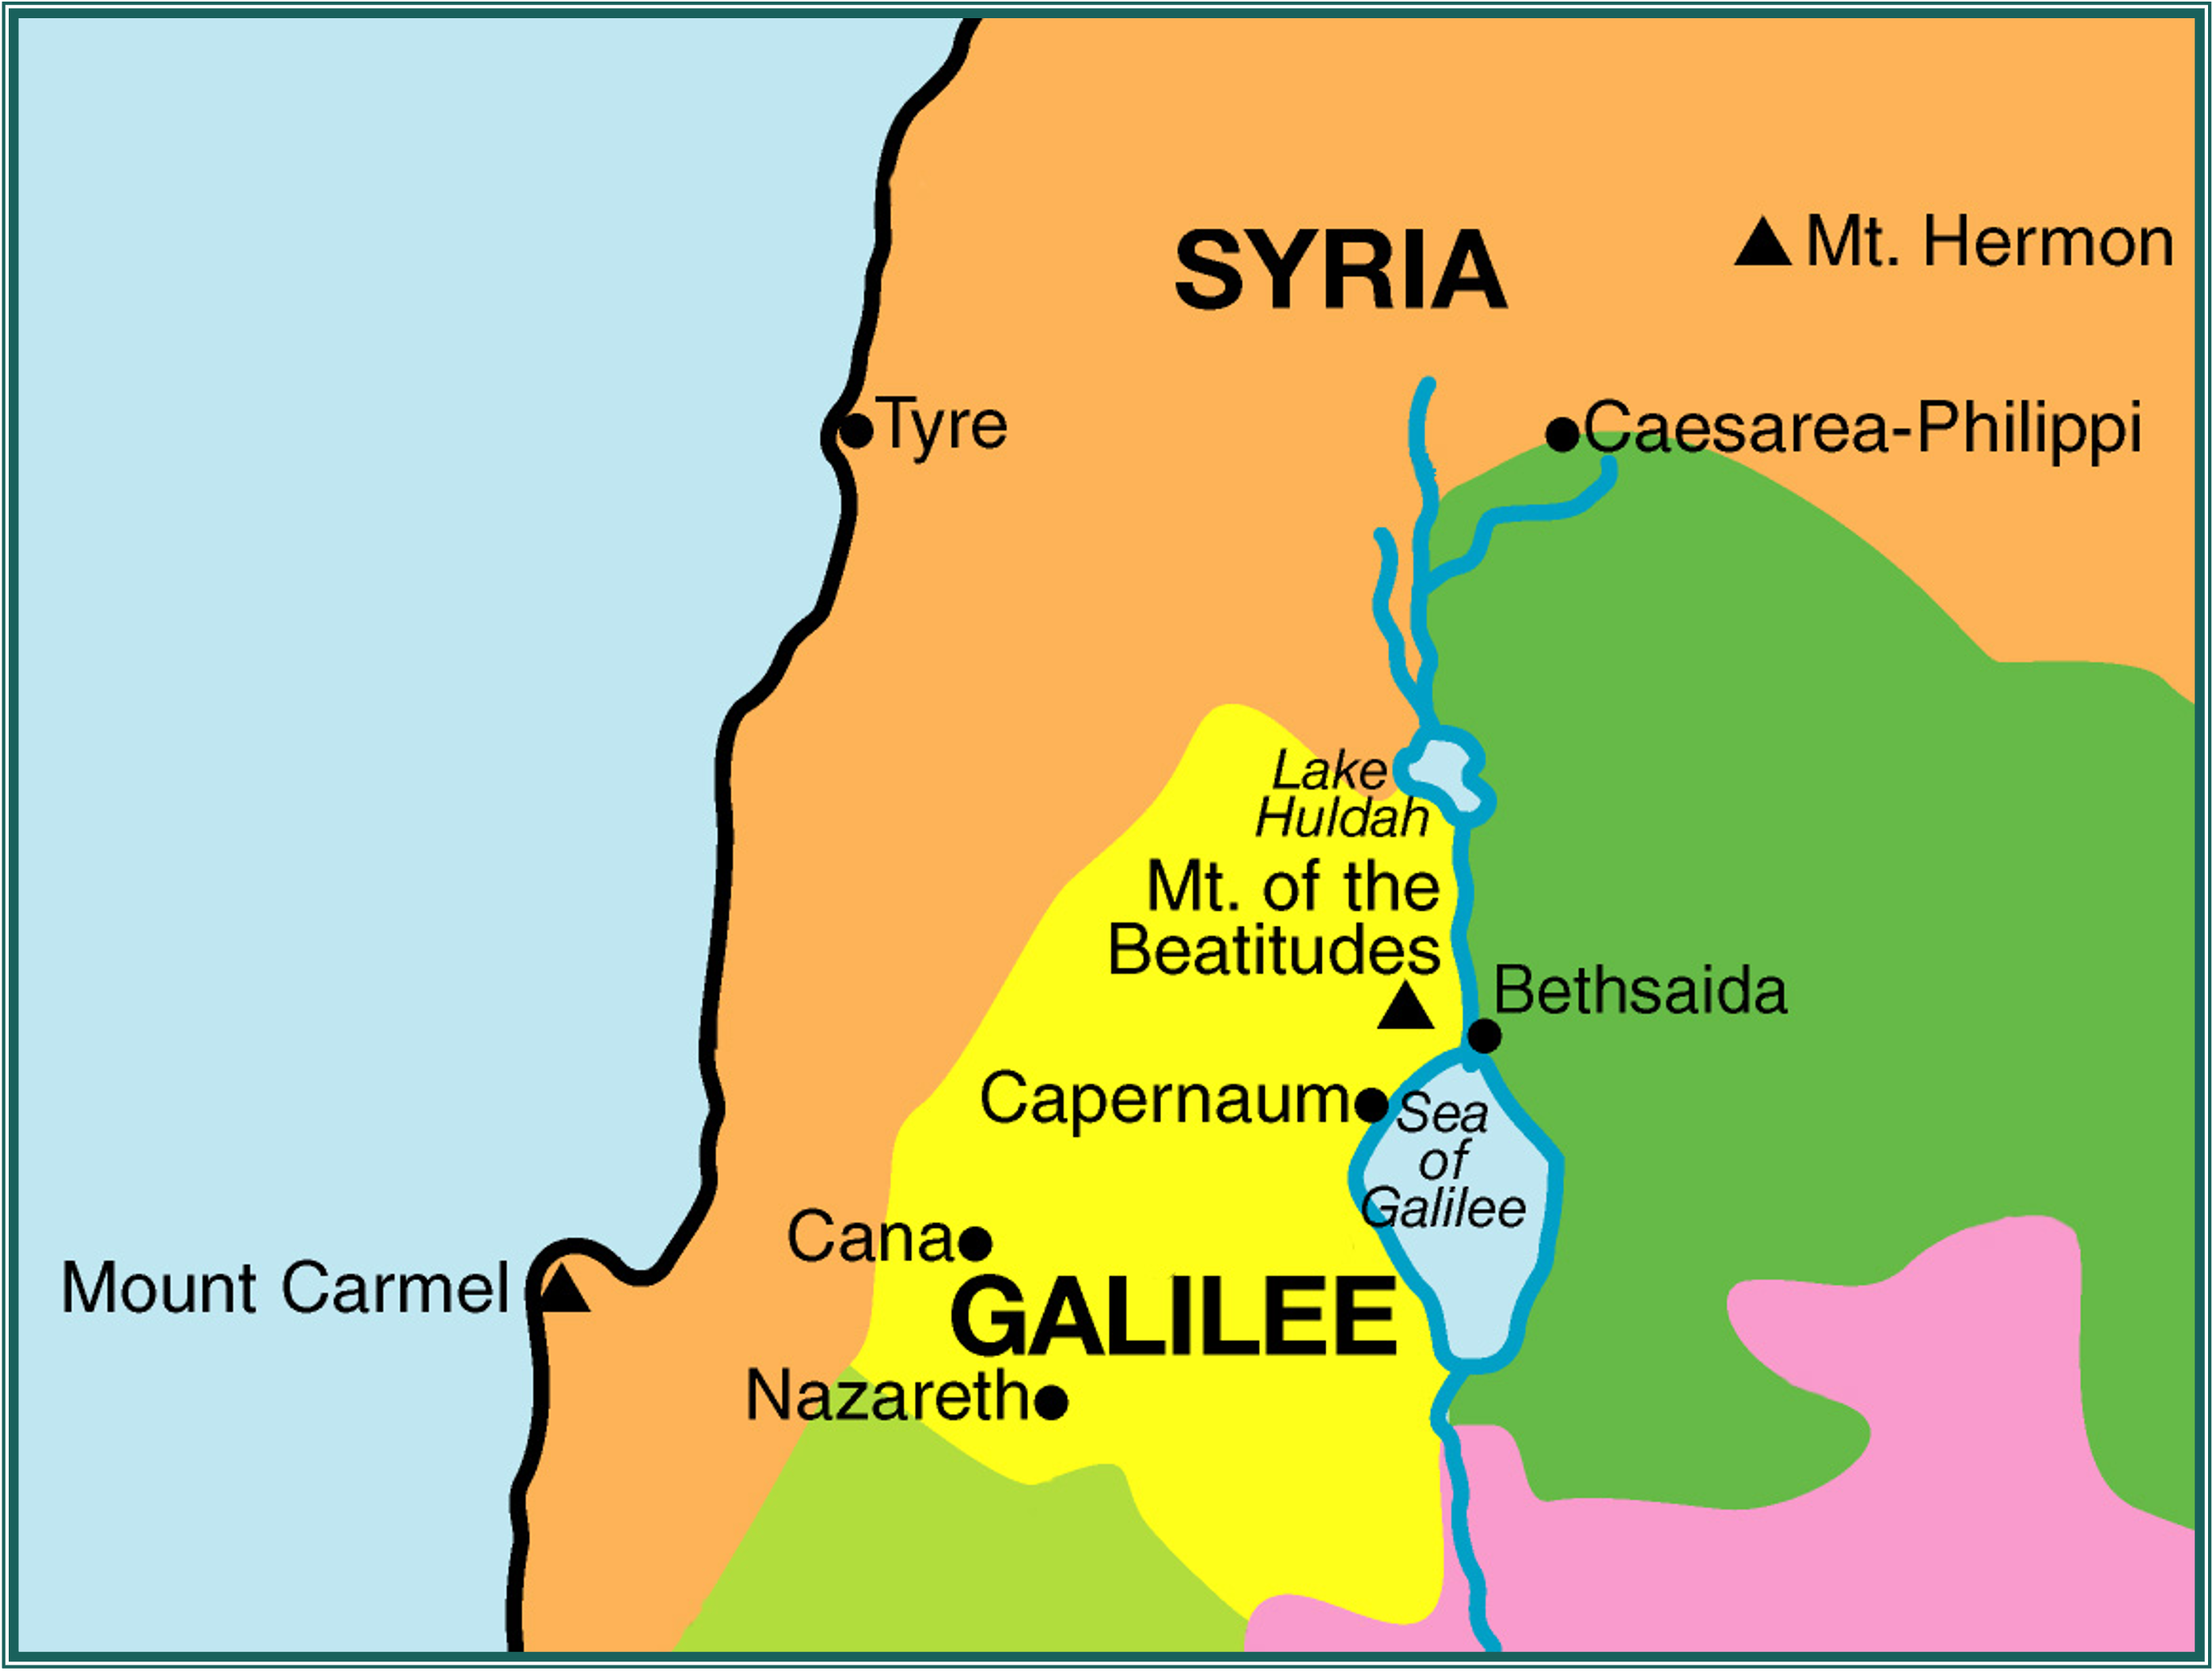 SYRIA
Mt. Hermon
Tyre
Caesarea-Philippi
Lake
Huldah
Mt. of the
Beatitudes
Bethsaida
Capernaum
Sea
of
Galilee
Cana
Mount Carmel
GALILEE
Nazareth